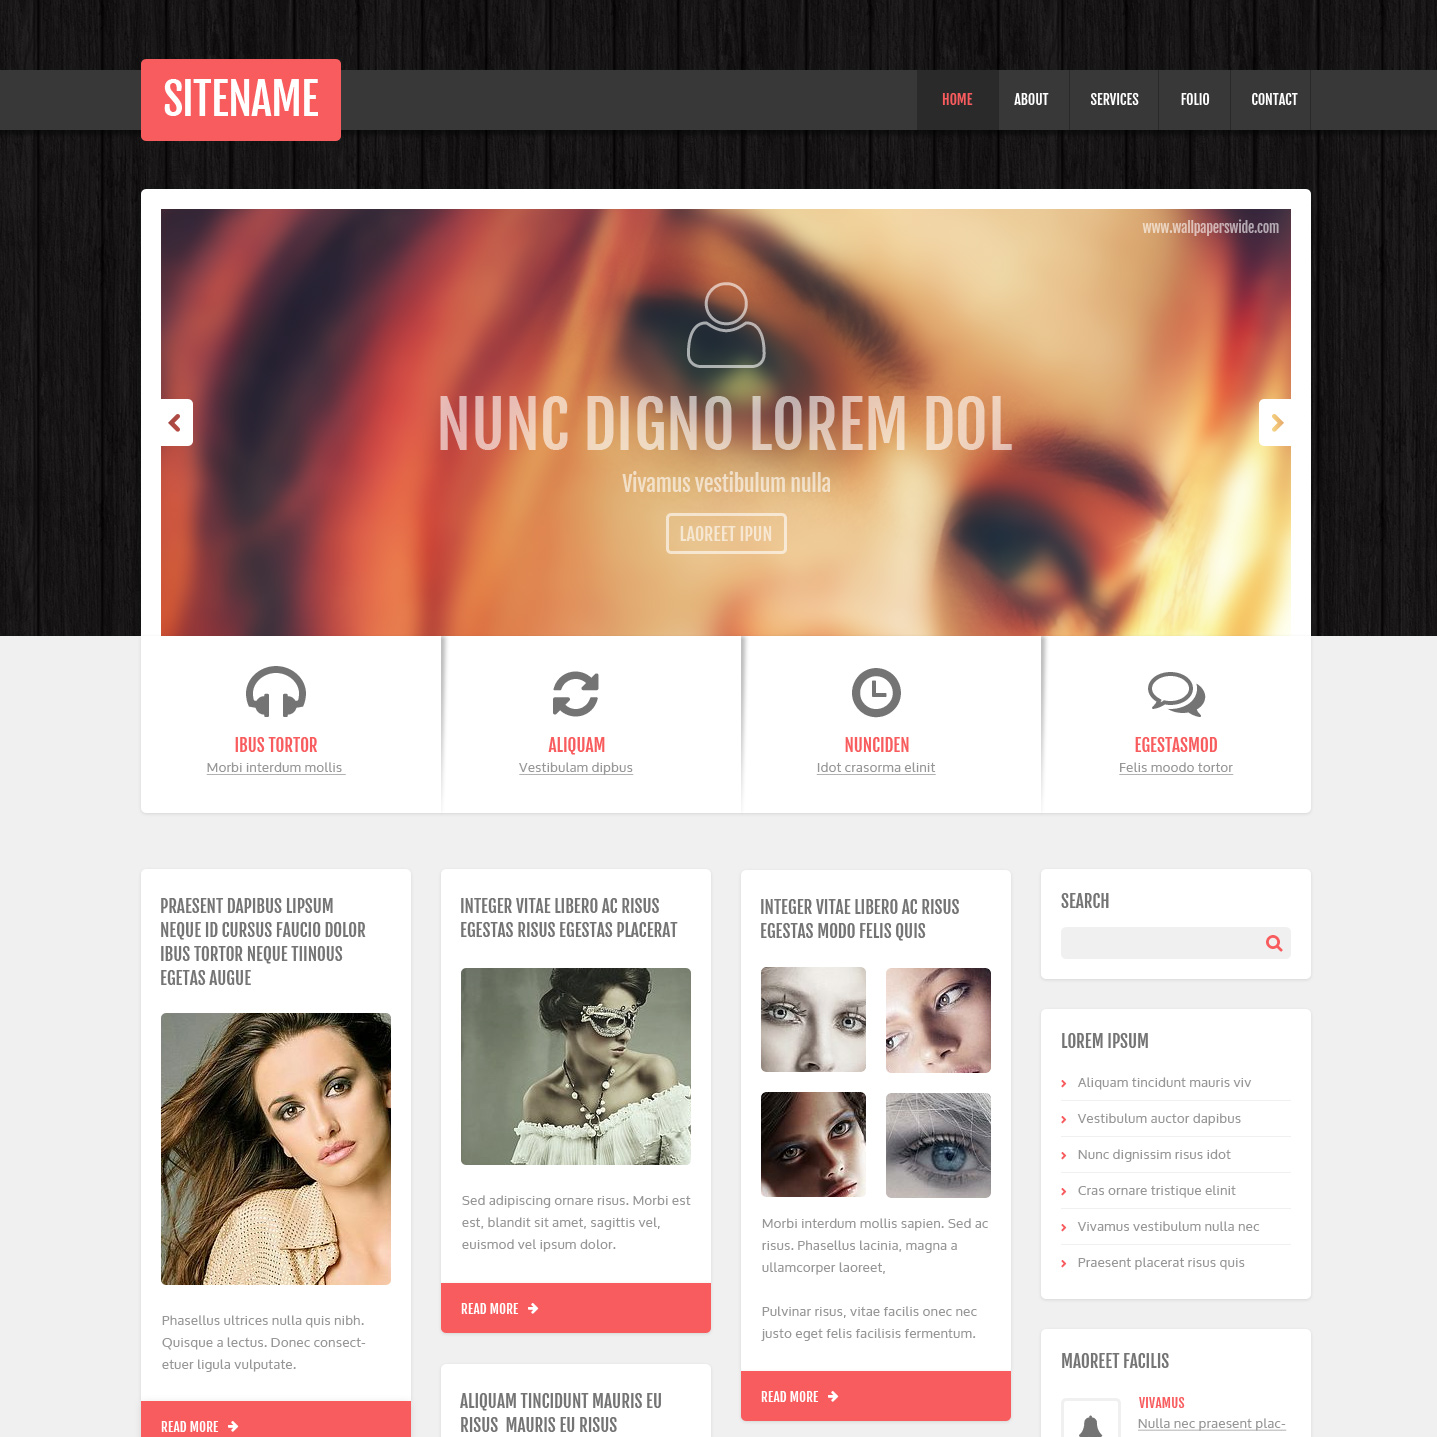 SITENAME
HOME
ABOUT
SERVICES
FOLIO
CONTACT
www.wallpaperswide.com
NUNC DIGNO LOREM DOL
Vivamus vestibulum nulla
LAOREET IPUN
IBUS TORTOR
Morbi interdum mollis
ALIQUAM
Vestibulam dipbus
NUNCIDEN
Idot crasorma elinit
EGESTASMOD
Felis moodo tortor
PRAESENT DAPIBUS LIPSUM
NEQUE ID CURSUS FAUCIO DOLOR
IBUS TORTOR NEQUE TIINOUS
EGETAS AUGUE
Phasellus ultrices nulla quis nibh.
Quisque a lectus. Donec consect-
etuer ligula vulputate.
READ MORE
INTEGER VITAE LIBERO AC RISUS
EGESTAS RISUS EGESTAS PLACERAT
Sed adipiscing ornare risus. Morbi est
est, blandit sit amet, sagittis vel,
euismod vel ipsum dolor.
READ MORE
ALIQUAM TINCIDUNT MAURIS EU
RISUS MAURIS EU RISUS
INTEGER VITAE LIBERO AC RISUS
EGESTAS MODO FELIS QUIS
Morbi interdum mollis sapien. Sed ac
risus. Phasellus lacinia, magna a
ullamcorper laoreet,
Pulvinar risus, vitae facilis onec nec
justo eget felis facilisis fermentum.
READ MORE
SEARCH
LOREM IPSUM
Aliquam tincidunt mauris viv
Vestibulum auctor dapibus
Nunc dignissim risus idot
Cras ornare tristique elinit
Vivamus vestibulum nulla nec
Praesent placerat risus quis
MAOREET FACILIS
VIVAMUS
Nulla nec praesent plac-